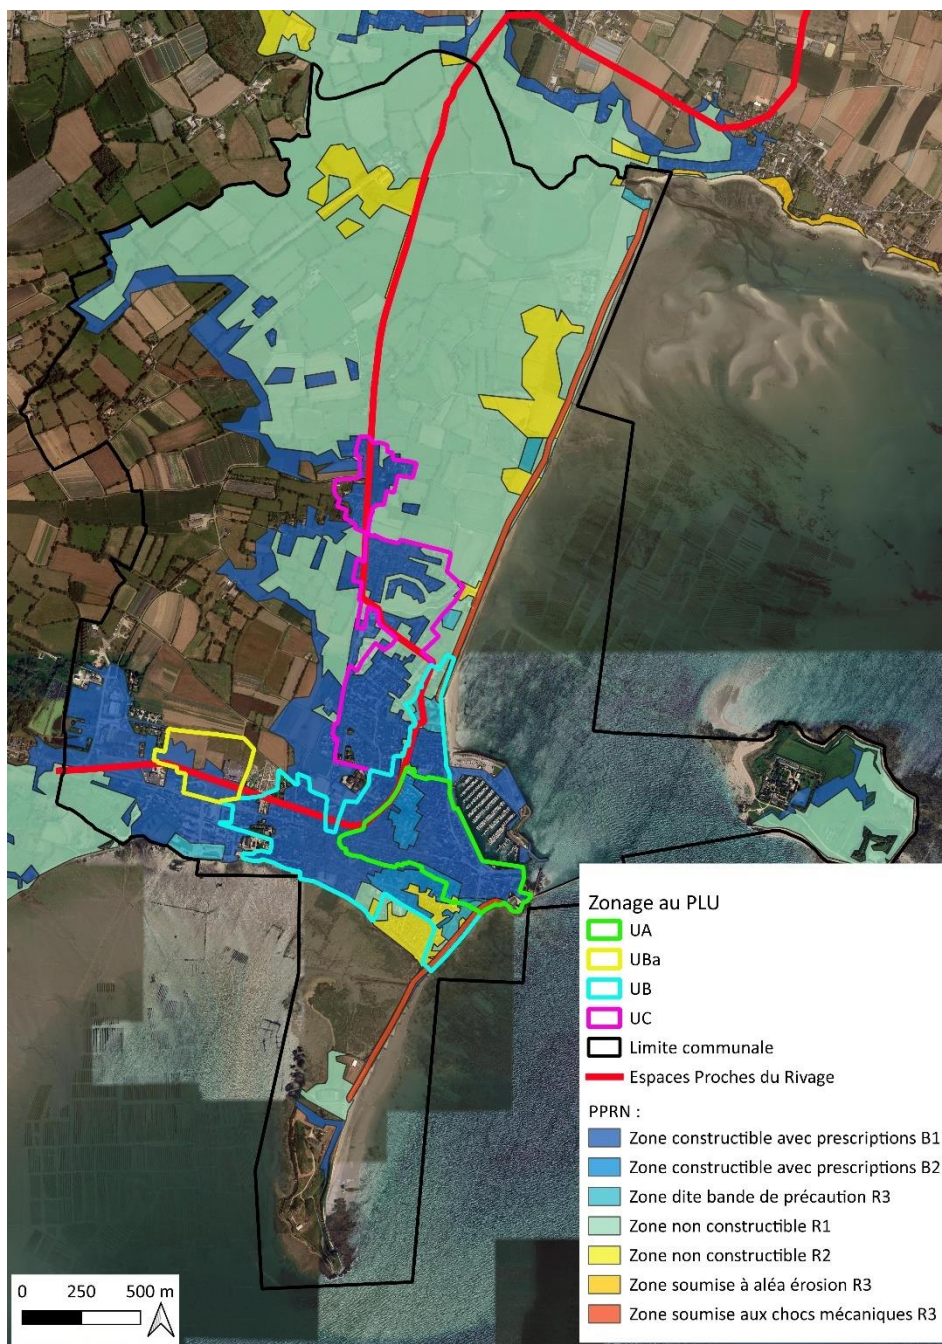 Zonage au PLU
UA
UBa
UB
UC
Limite communale
Espaces Proches du Rivage
PPRN :
Zone constructible avec prescriptions B1
Zone constructible avec prescriptions B2
Zone dite bande de précaution R3
Zone non constructible R1
Zone non constructible R2
Zone soumise à aléa érosion R3
Zone soumise aux chocs mécaniques R3
0 250 500 m